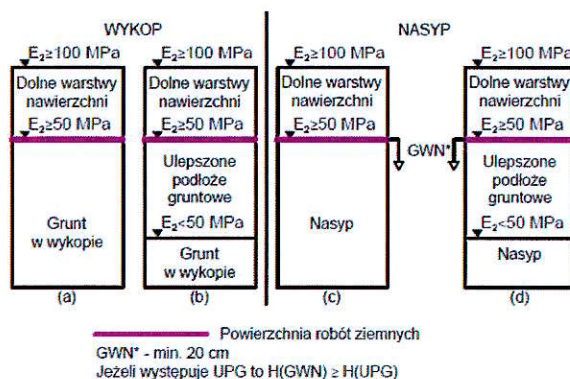 WYKOP
NASYP
E₂≥100 MPa
Dolne warstwy
nawierzchni
E₂≥50 MPa
Grunt
w wykopie
(a)
E₂≥100 MPa
Dolne warstwy
nawierzchni
E₂≥50 MPa
Ulepszone
podłoże
gruntowe
E₂<50 MPa
Grunt
w wykopie
(b)
E₂≥100 MPa
Dolne warstwy
nawierzchni
E₂≥50 MPa
Nasyp
(c)
GWN*
E₂≥100 MPa
Dolne warstwy
nawierzchni
E₂≥50 MPa
Ulepszone
podłoże
gruntowe
E₂<50 MPa
Nasyp
(d)
Powierzchnia robót ziemnych
GWN* - min. 20 cm
Jeżeli występuje UPG to H(GWN) ≥ H(UPG)